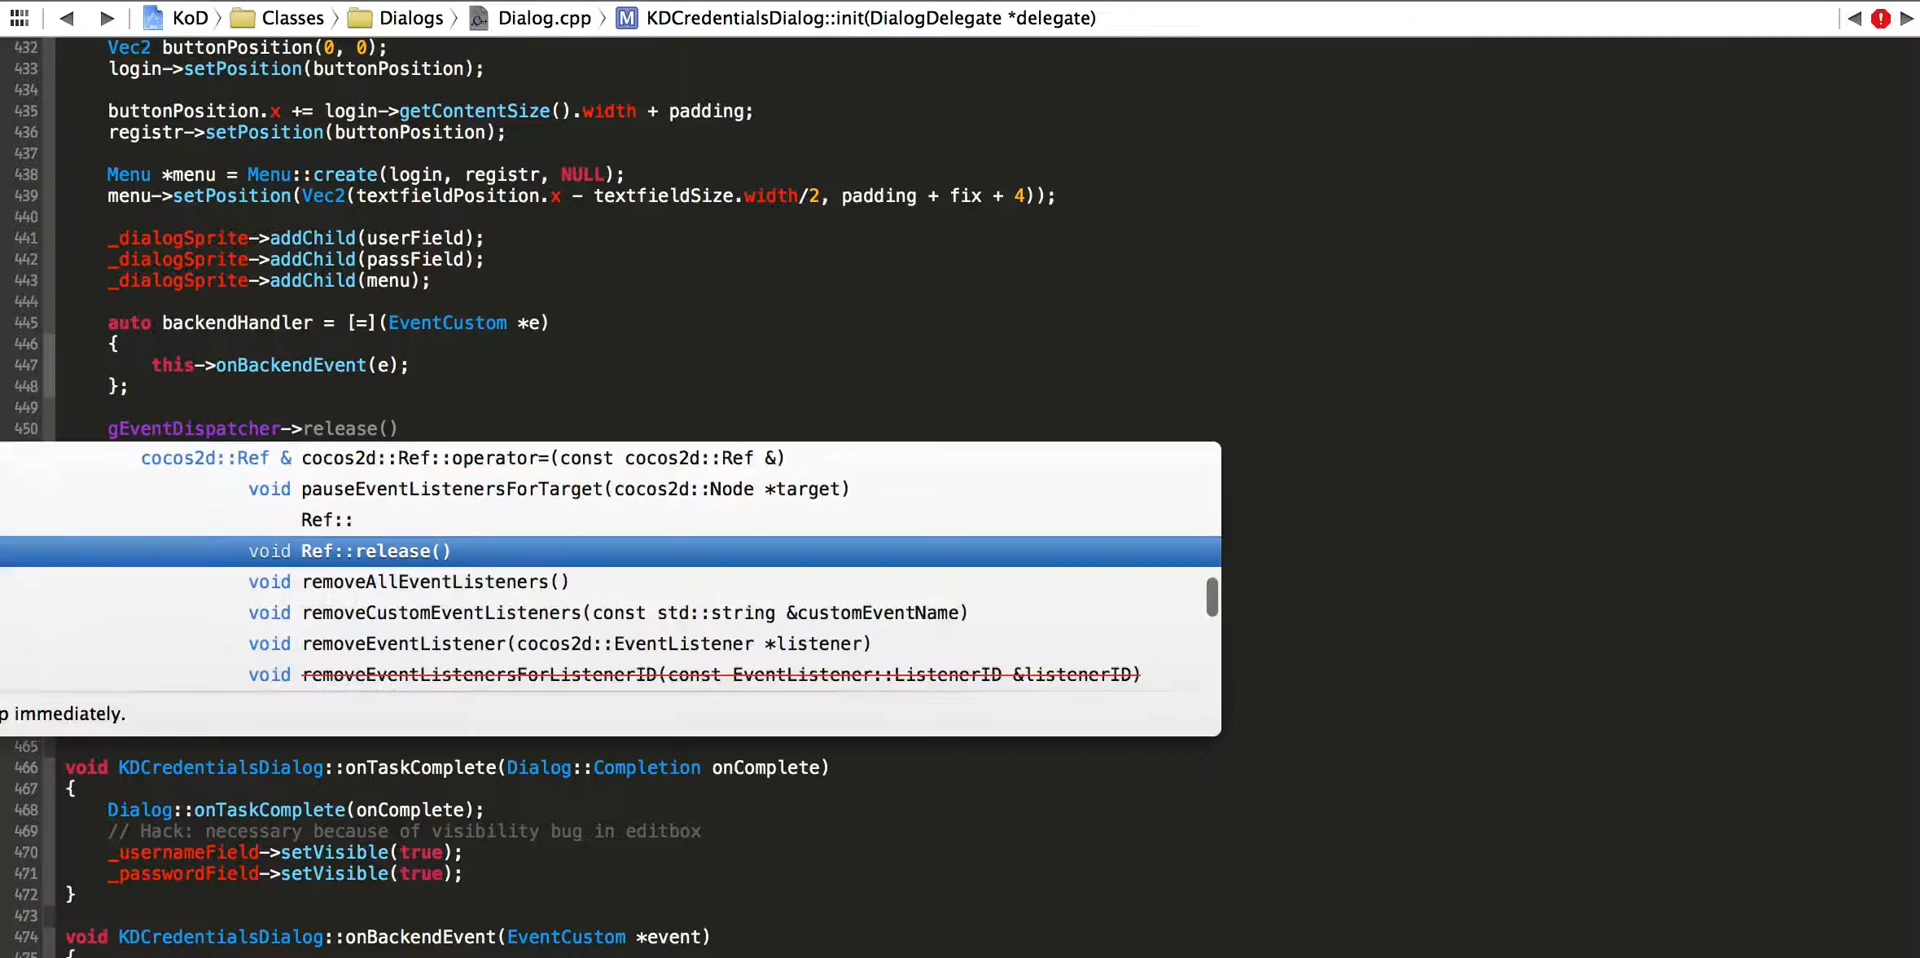 KoD 〉 Classes 〉 Dialogs 〉 Dialog.cpp 〉 M KDCredentialsDialog::init(DialogDelegate *delegate)
432 Vec2 buttonPosition(0, 0);
433 login->setPosition(buttonPosition);
434
435 buttonPosition.x += login->getContentSize().width + padding;
436 registr->setPosition(buttonPosition);
437
438 Menu *menu = Menu::create(login, registr, NULL);
439 menu->setPosition(Vec2(textfieldPosition.x - textfieldSize.width/2, padding + fix + 4));
440
441 _dialogSprite->addChild(userField);
442 _dialogSprite->addChild(passField);
443 _dialogSprite->addChild(menu);
444
445 auto backendHandler = [=](EventCustom *e)
446 {
447 this->onBackendEvent(e);
448 };
449
450 gEventDispatcher->release()
cocos2d::Ref & cocos2d::Ref::operator=(const cocos2d::Ref &)
void pauseEventListenersForTarget(cocos2d::Node *target)
Ref::
void Ref::release()
void removeAllEventListeners()
void removeCustomEventListeners(const std::string &customEventName)
void removeEventListener(cocos2d::EventListener *listener)
void removeEventListenersForListenerID(const EventListener::ListenerID &listenerID)
p immediately.
465
466 void KDCredentialsDialog::onTaskComplete(Dialog::Completion onComplete)
467 {
468 Dialog::onTaskComplete(onComplete);
469 // Hack: necessary because of visibility bug in editbox
470 _usernameField->setVisible(true);
471 _passwordField->setVisible(true);
472 }
473
474 void KDCredentialsDialog::onBackendEvent(EventCustom *event)
475 {